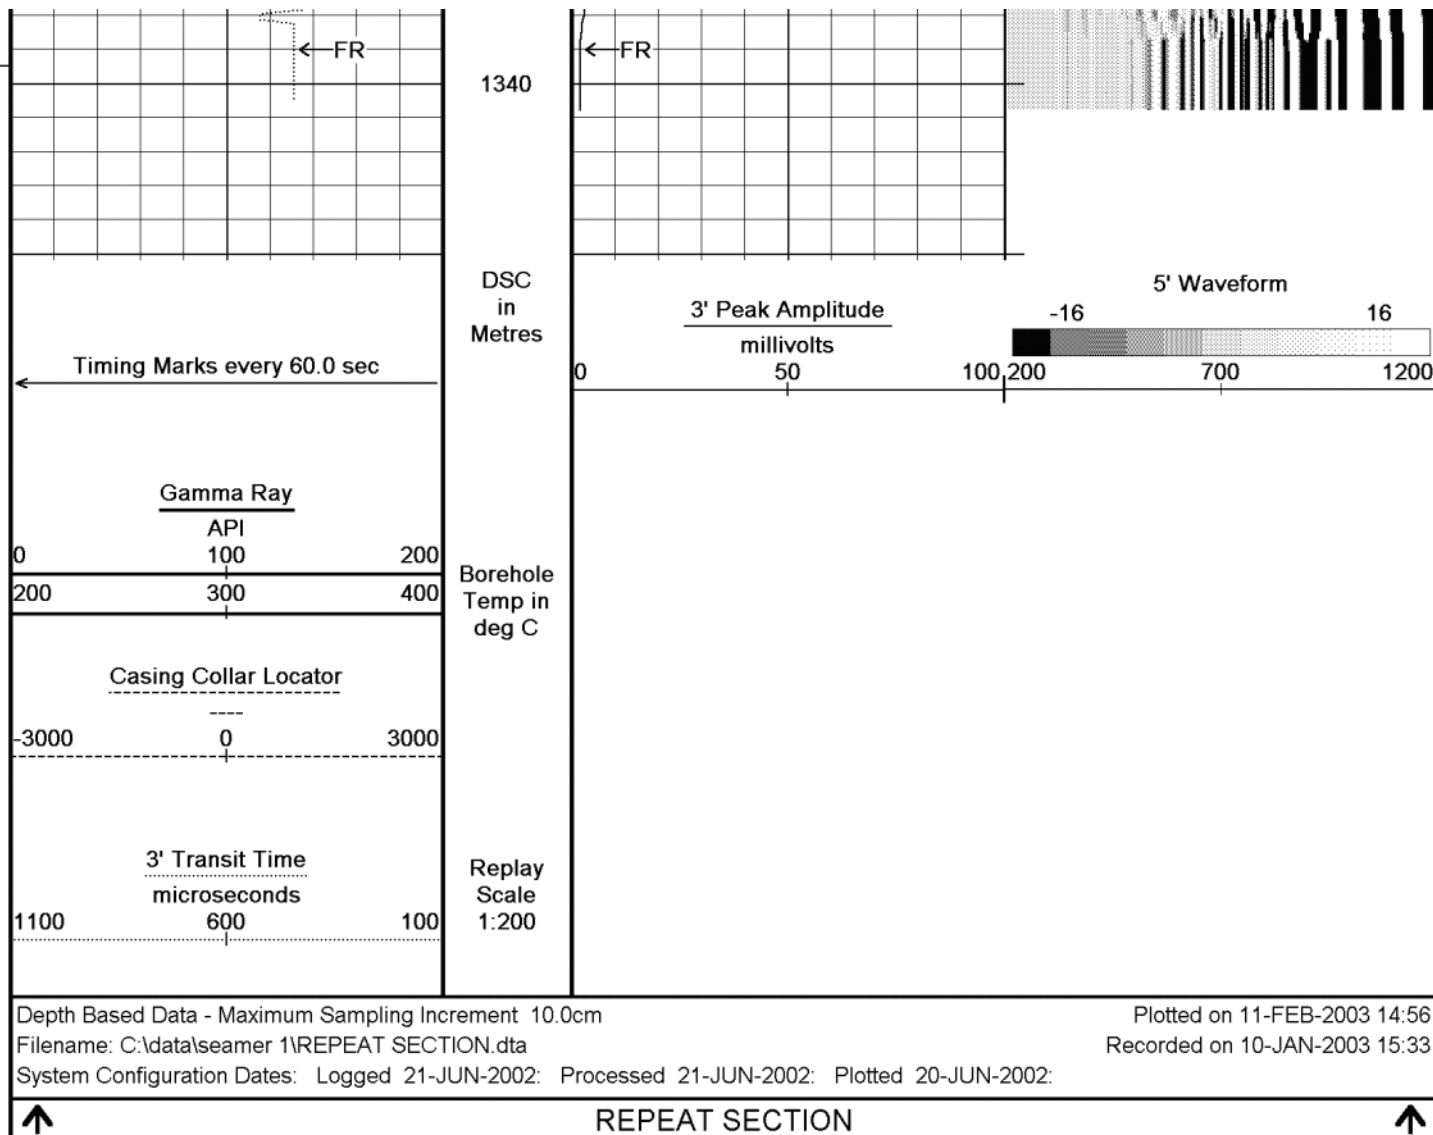 FR
FR
1340
DSC
in
Metres
3' Peak Amplitude
millivolts
0 50 100
5' Waveform
-16 16
200 700 1200
Timing Marks every 60.0 sec
Gamma Ray
API
0 100 200
200 300 400
Borehole
Temp in
deg C
Casing Collar Locator
----
-3000 0 3000
3' Transit Time
microseconds
1100 600 100
Replay
Scale
1:200
Depth Based Data - Maximum Sampling Increment 10.0cm
Plotted on 11-FEB-2003 14:56
Filename: C:\data\seamer 1\REPEAT SECTION.dta
Recorded on 10-JAN-2003 15:33
System Configuration Dates: Logged 21-JUN-2002: Processed 21-JUN-2002: Plotted 20-JUN-2002:
REPEAT SECTION